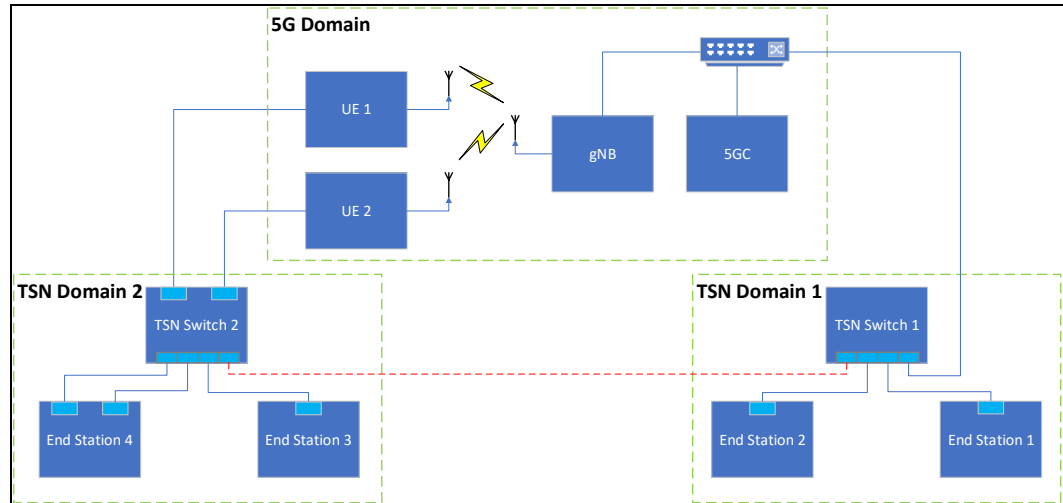 5G Domain
UE 1
gNB
5GC
UE 2
TSN Domain 2
TSN Domain 1
TSN Switch 2
TSN Switch 1
End Station 4
End Station 3
End Station 2
End Station 1